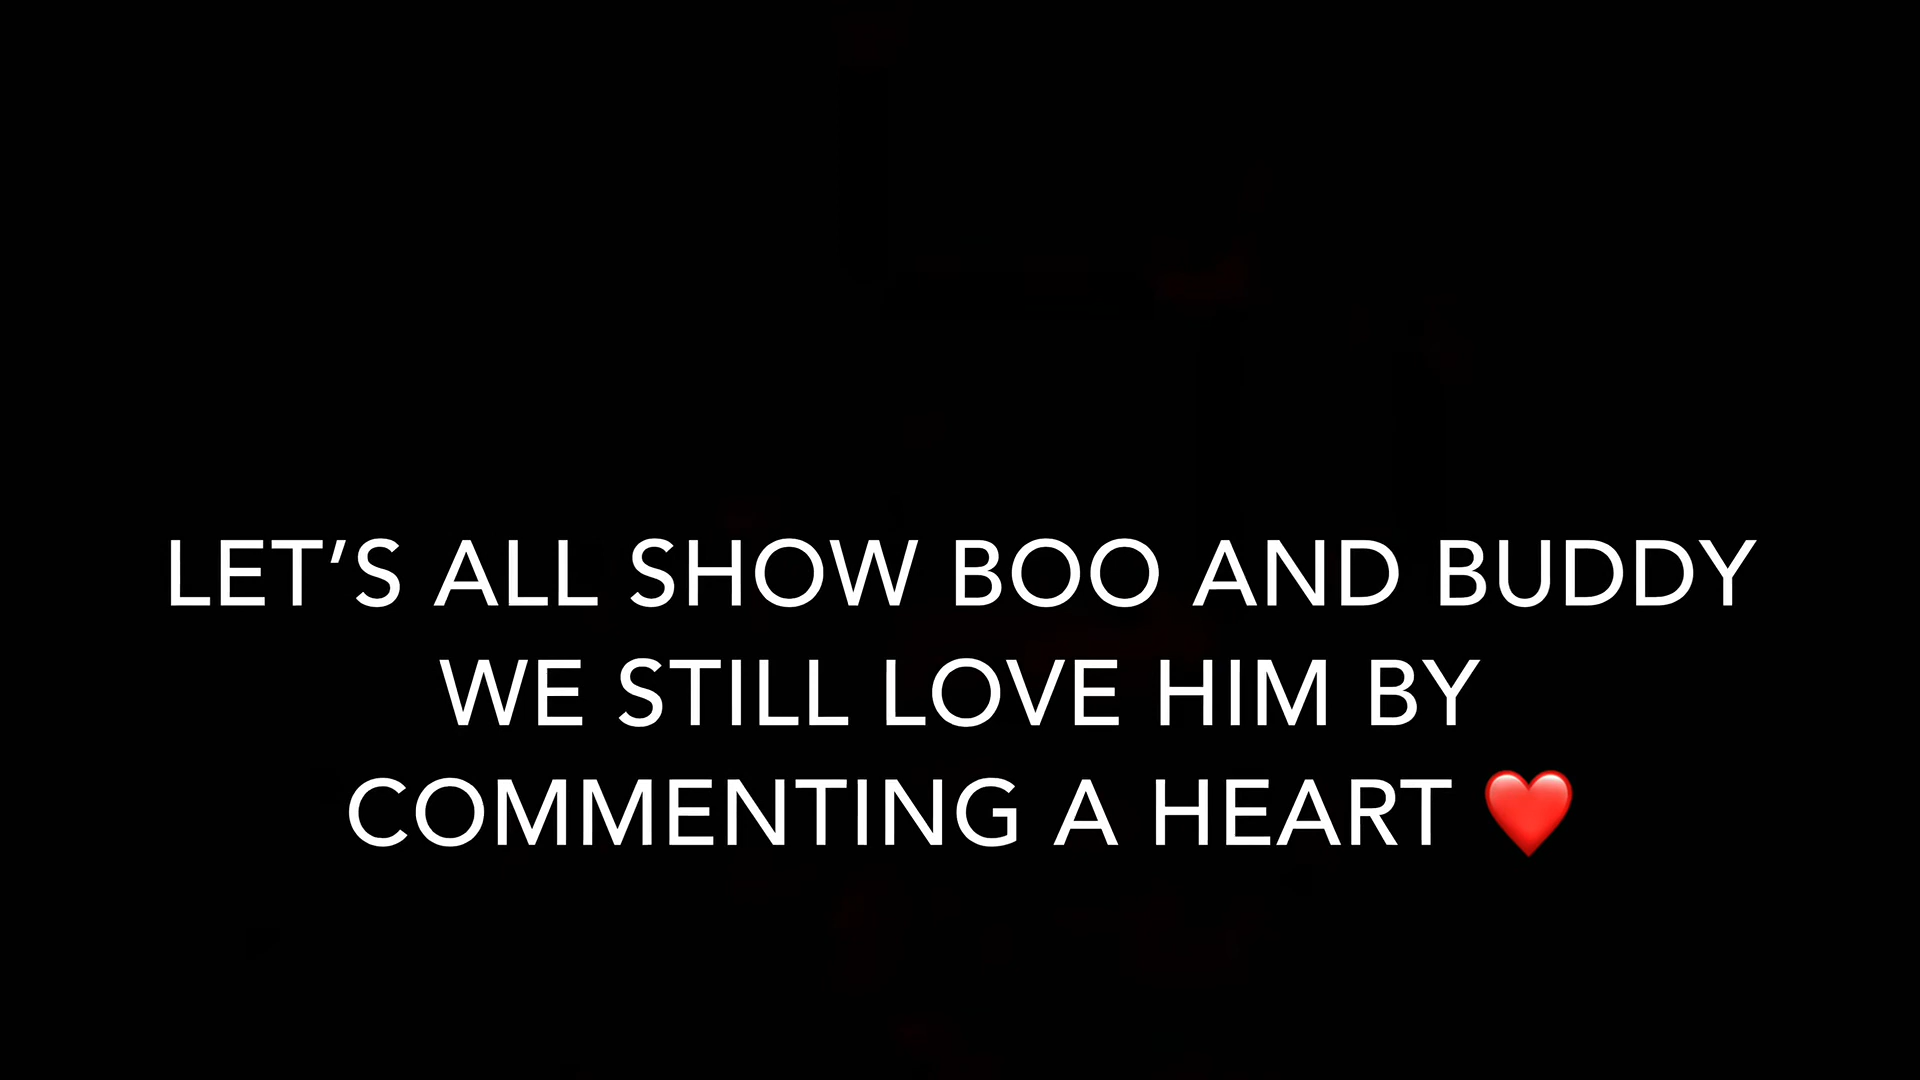 LET’S ALL SHOW BOO AND BUDDY
WE STILL LOVE HIM BY
COMMENTING A HEART ❤️